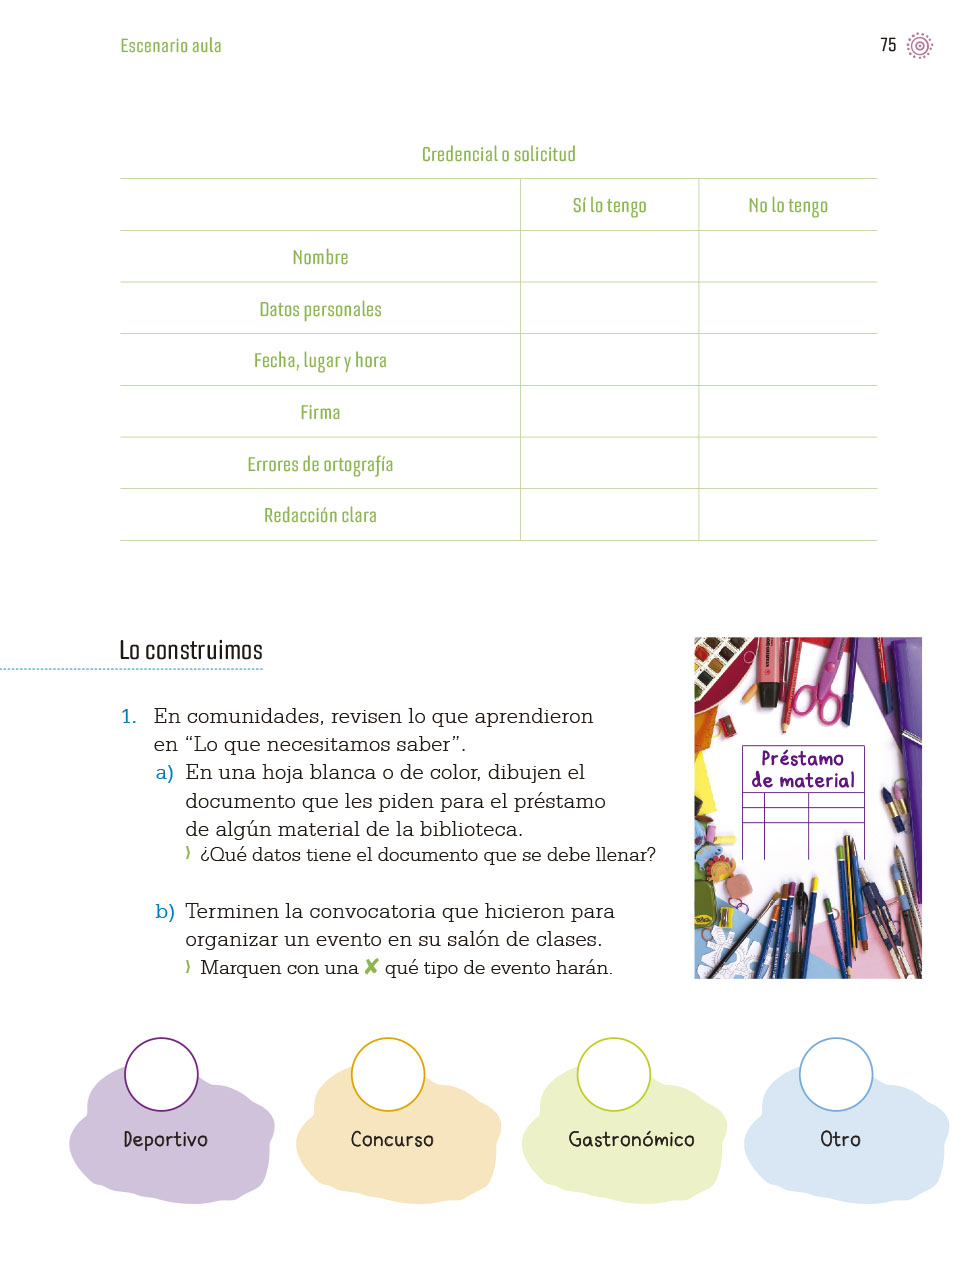 Escenario aula
75
Credencial o solicitud
Sí lo tengo
No lo tengo
Nombre
Datos personales
Fecha, lugar y hora
Firma
Errores de ortografía
Redacción clara
Lo construimos
1. En comunidades, revisen lo que aprendieron
en “Lo que necesitamos saber”.
a) En una hoja blanca o de color, dibujen el
documento que les piden para el préstamo
de algún material de la biblioteca.
¿Qué datos tiene el documento que se debe llenar?
b) Terminen la convocatoria que hicieron para
organizar un evento en su salón de clases.
Marquen con una ✘ qué tipo de evento harán.
Préstamo
de material
Deportivo
Concurso
Gastronómico
Otro